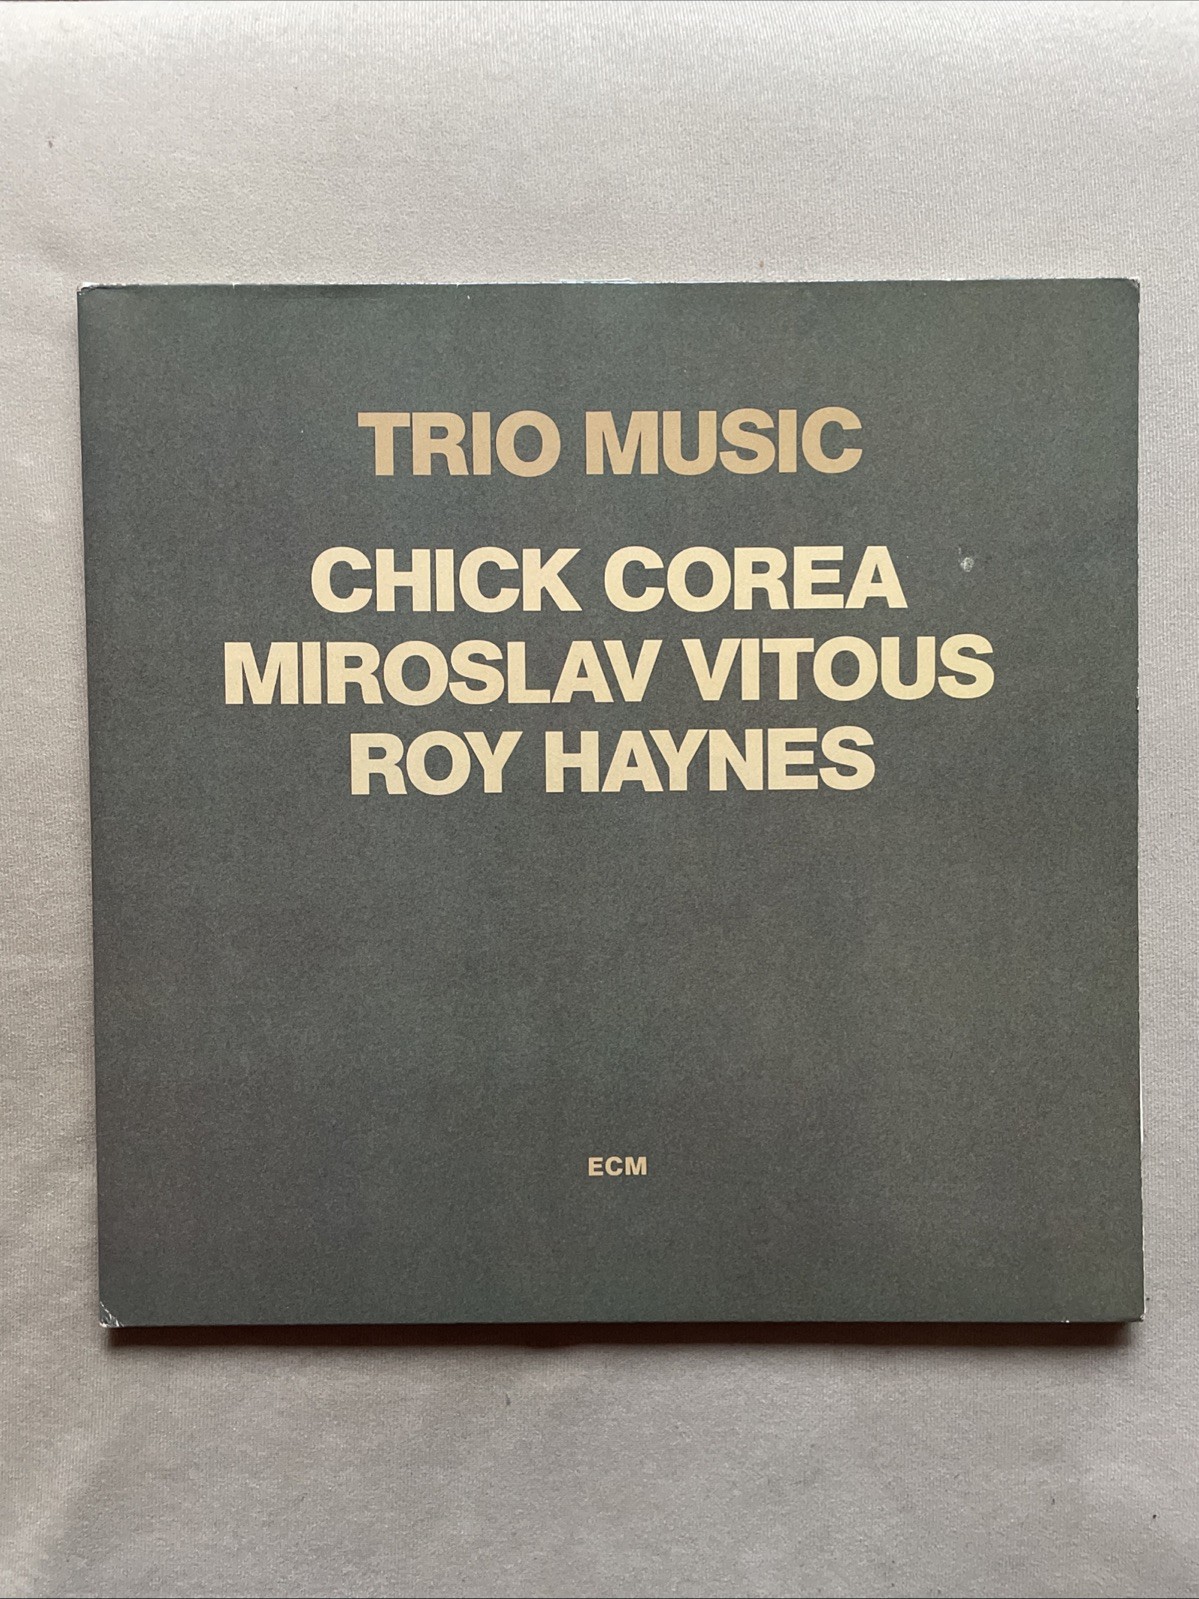 TRIO MUSIC
CHICK COREA
MIROSLAV VITOUS
ROY HAYNES
ECM